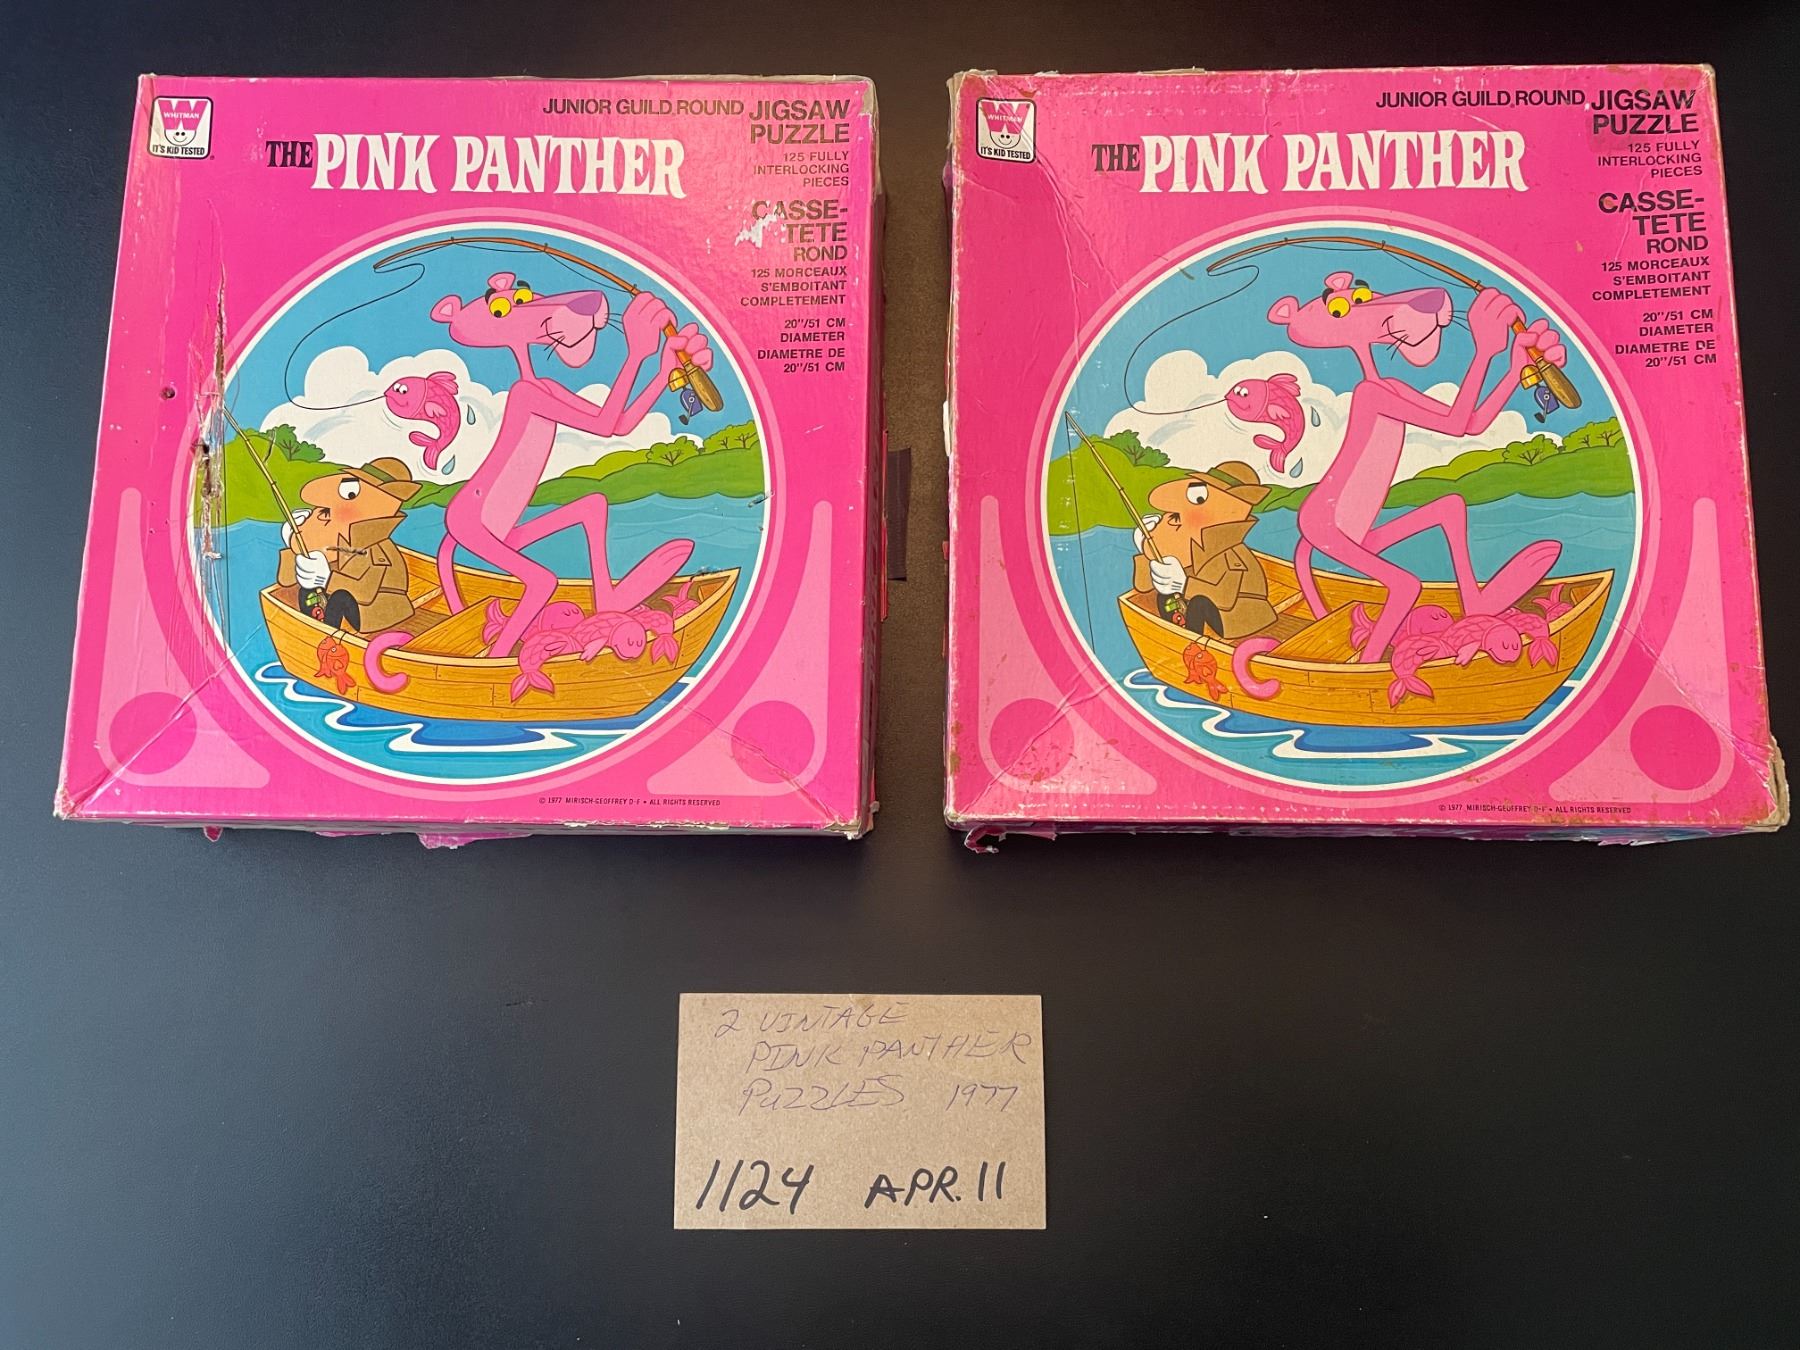 WHITMAN
IT'S KID TESTED
JUNIOR GUILD ROUND JIGSAW
PUZZLE
THE PINK PANTHER
125 FULLY
INTERLOCKING
PIECES
CASSE-
TETE
ROND
125 MORCEAUX
S'EMBOITANT
COMPLETEMENT
20"/51 CM
DIAMETER
DIAMETRE DE
20"/51 CM
© 1977 MIRISCH-GEOFFREY D-F • ALL RIGHTS RESERVED
WHITMAN
IT'S KID TESTED
JUNIOR GUILD ROUND JIGSAW
PUZZLE
THE PINK PANTHER
125 FULLY
INTERLOCKING
PIECES
CASSE-
TETE
ROND
125 MORCEAUX
S'EMBOITANT
COMPLETEMENT
20"/51 CM
DIAMETER
DIAMETRE DE
20"/51 CM
© 1977 MIRISCH-GEOFFREY D-F • ALL RIGHTS RESERVED
2 VINTAGE
PINK PANTHER
PUZZLES 1977
1124 APR. 11